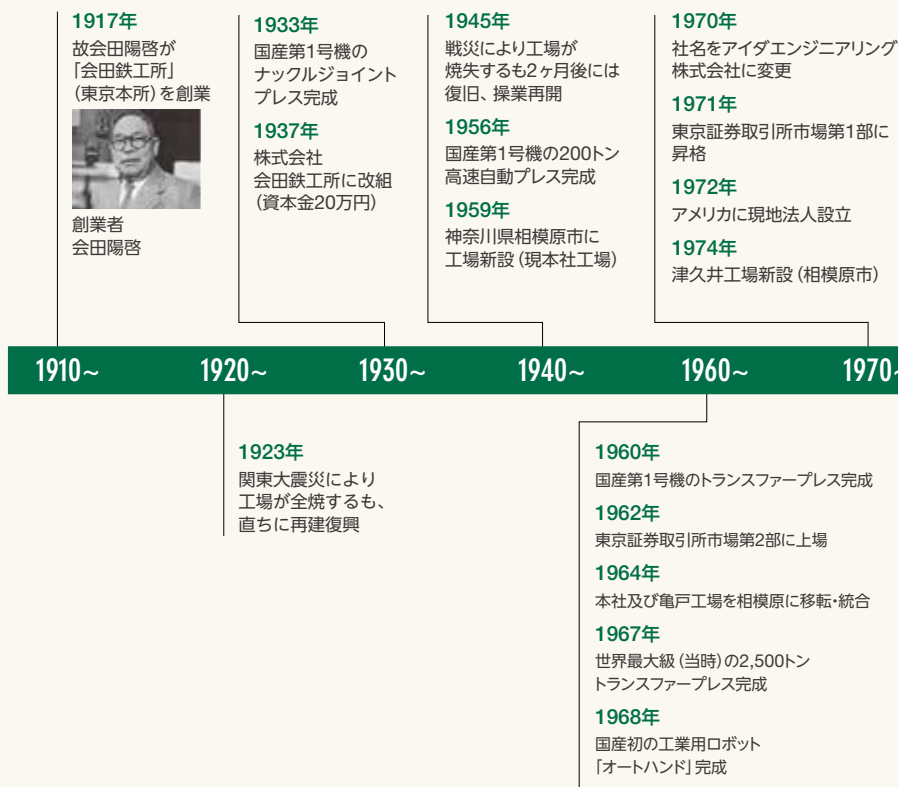 1917年
故会田陽啓が
「会田鉄工所」
(東京本所)を創業
創業者
会田陽啓
1933年
国産第1号機の
ナックルジョイント
プレス完成
1937年
株式会社
会田鉄工所に改組
(資本金20万円)
1945年
戦災により工場が
焼失するも2ヶ月後には
復旧、操業再開
1956年
国産第1号機の200トン
高速自動プレス完成
1959年
神奈川県相模原市に
工場新設(現本社工場)
1970年
社名をアイダエンジニアリング
株式会社に変更
1971年
東京証券取引所市場第1部に
昇格
1972年
アメリカに現地法人設立
1974年
津久井工場新設(相模原市)
1910~
1920~
1930~
1940~
1960~
1970~
1923年
関東大震災により
工場が全焼するも、
直ちに再建復興
1960年
国産第1号機のトランスファープレス完成
1962年
東京証券取引所市場第2部に上場
1964年
本社及び亀戸工場を相模原に移転・統合
1967年
世界最大級(当時)の2,500トン
トランスファープレス完成
1968年
国産初の工業用ロボット
「オートハンド」完成